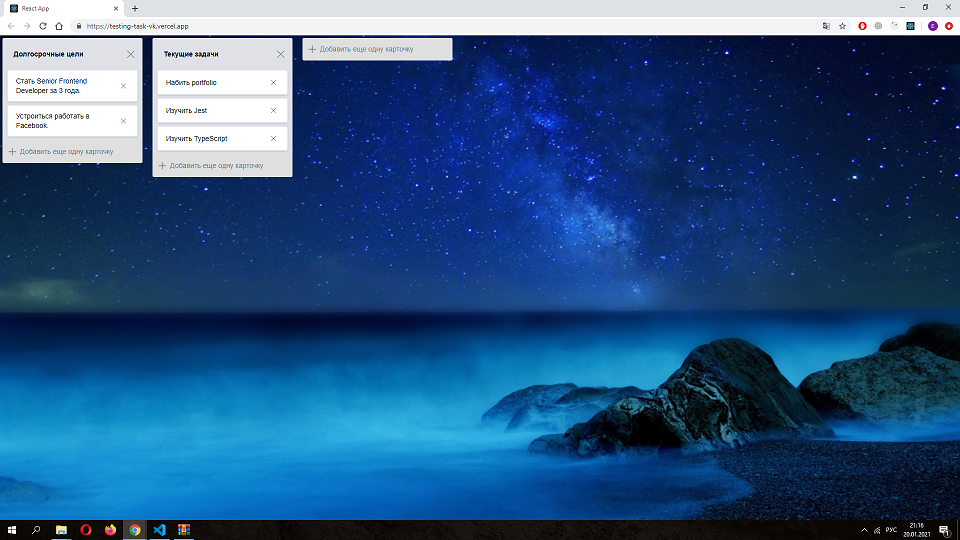 React App
https://testing-task-vk.vercel.app
Долгосрочные цели
Стать Senior Frontend
Developer за 3 года.
Устроиться работать в
Facebook.
Добавить еще одну карточку
Текущие задачи
Набить portfolio
Изучить Jest
Изучить TypeScript
Добавить еще одну карточку
Добавить еще одну карточку
РУС
21:16
20.01.2021